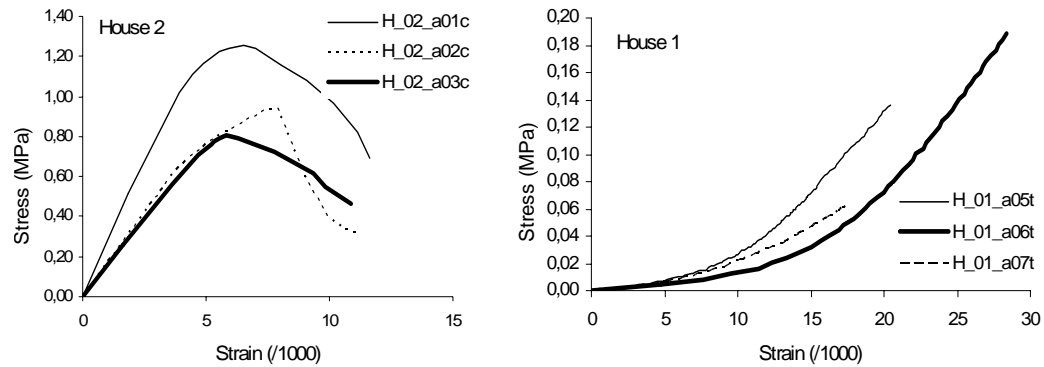 House 2
H_02_a01c
H_02_a02c
H_02_a03c
1,40
1,20
1,00
0,80
0,60
0,40
0,20
0,00
Stress (MPa)
0
5
10
15
Strain (/1000)
House 1
0,20
0,18
0,16
0,14
0,12
0,10
0,08
0,06
0,04
0,02
0,00
Stress (MPa)
H_01_a05t
H_01_a06t
H_01_a07t
0
5
10
15
20
25
30
Strain (/1000)